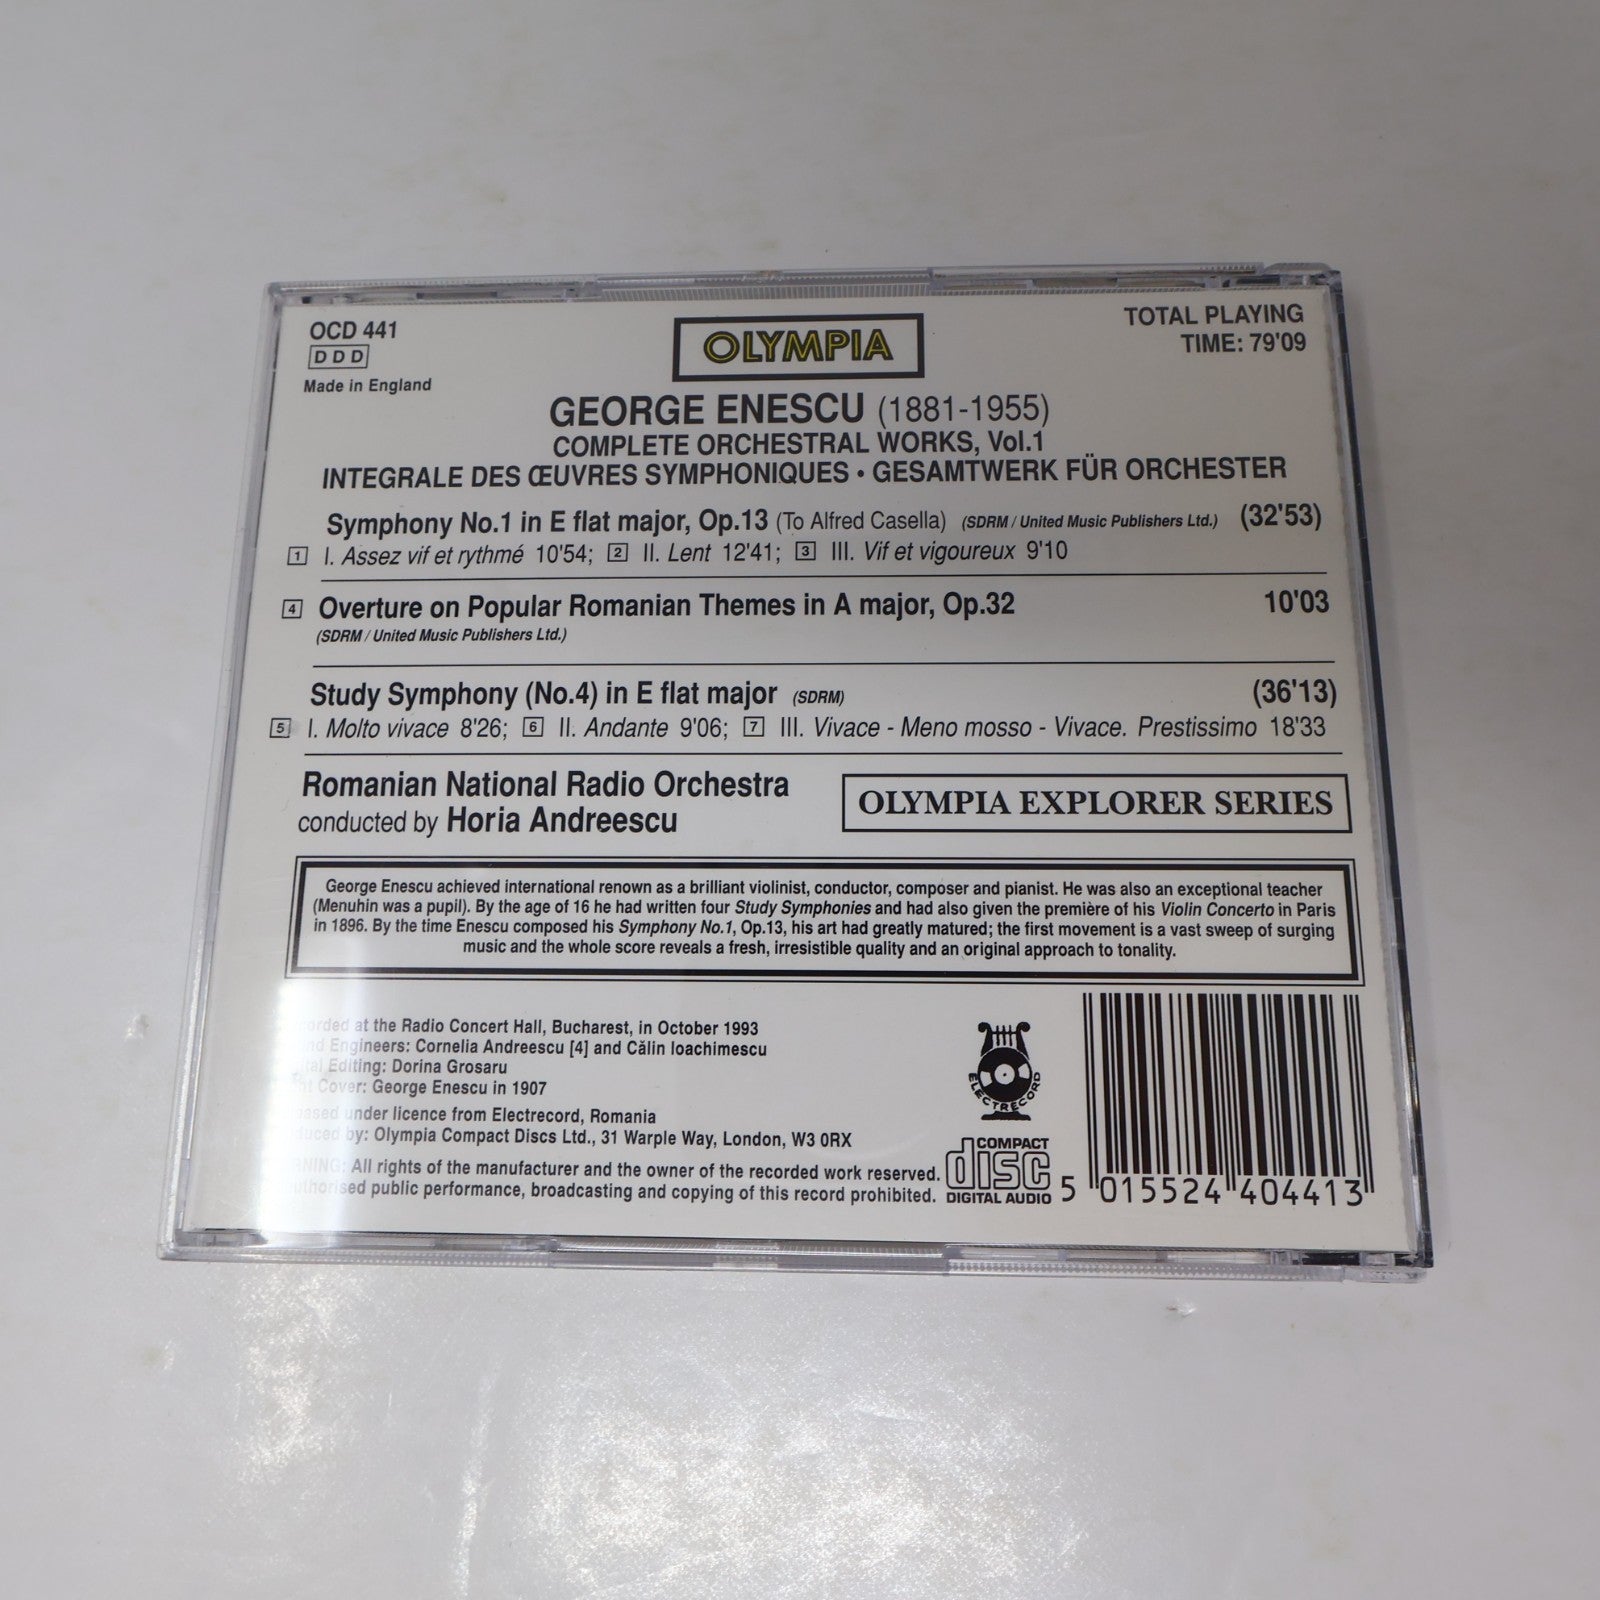 OCD 441
DDD
Made in England
OLYMPIA
TOTAL PLAYING
TIME: 79'09
GEORGE ENESCU (1881-1955)
COMPLETE ORCHESTRAL WORKS, Vol.1
INTEGRALE DES ŒUVRES SYMPHONIQUES • GESAMTWERK FÜR ORCHESTER
Symphony No.1 in E flat major, Op.13 (To Alfred Casella) (SDRM / United Music Publishers Ltd.) (32'53)
1 I. Assez vif et rythmé 10'54; 2 II. Lent 12'41; 3 III. Vif et vigoureux 9'10
4 Overture on Popular Romanian Themes in A major, Op.32 10'03
(SDRM / United Music Publishers Ltd.)
Study Symphony (No.4) in E flat major (SDRM) (36'13)
5 I. Molto vivace 8'26; 6 II. Andante 9'06; 7 III. Vivace - Meno mosso - Vivace. Prestissimo 18'33
Romanian National Radio Orchestra
conducted by Horia Andreescu
OLYMPIA EXPLORER SERIES
George Enescu achieved international renown as a brilliant violinist, conductor, composer and pianist. He was also an exceptional teacher
(Menuhin was a pupil). By the age of 16 he had written four Study Symphonies and had also given the première of his Violin Concerto in Paris
in 1896. By the time Enescu composed his Symphony No.1, Op.13, his art had greatly matured; the first movement is a vast sweep of surging
music and the whole score reveals a fresh, irresistible quality and an original approach to tonality.
at the Radio Concert Hall, Bucharest, in October 1993
Engineers: Cornelia Andreescu [4] and Călin Ioachimescu
Editing: Dorina Grosaru
Cover: George Enescu in 1907
under licence from Electrecord, Romania
by: Olympia Compact Discs Ltd., 31 Warple Way, London, W3 0RX
All rights of the manufacturer and the owner of the recorded work reserved.
public performance, broadcasting and copying of this record prohibited.
ELECTRECORD
COMPACT
disc
DIGITAL AUDIO
5 015524 404413